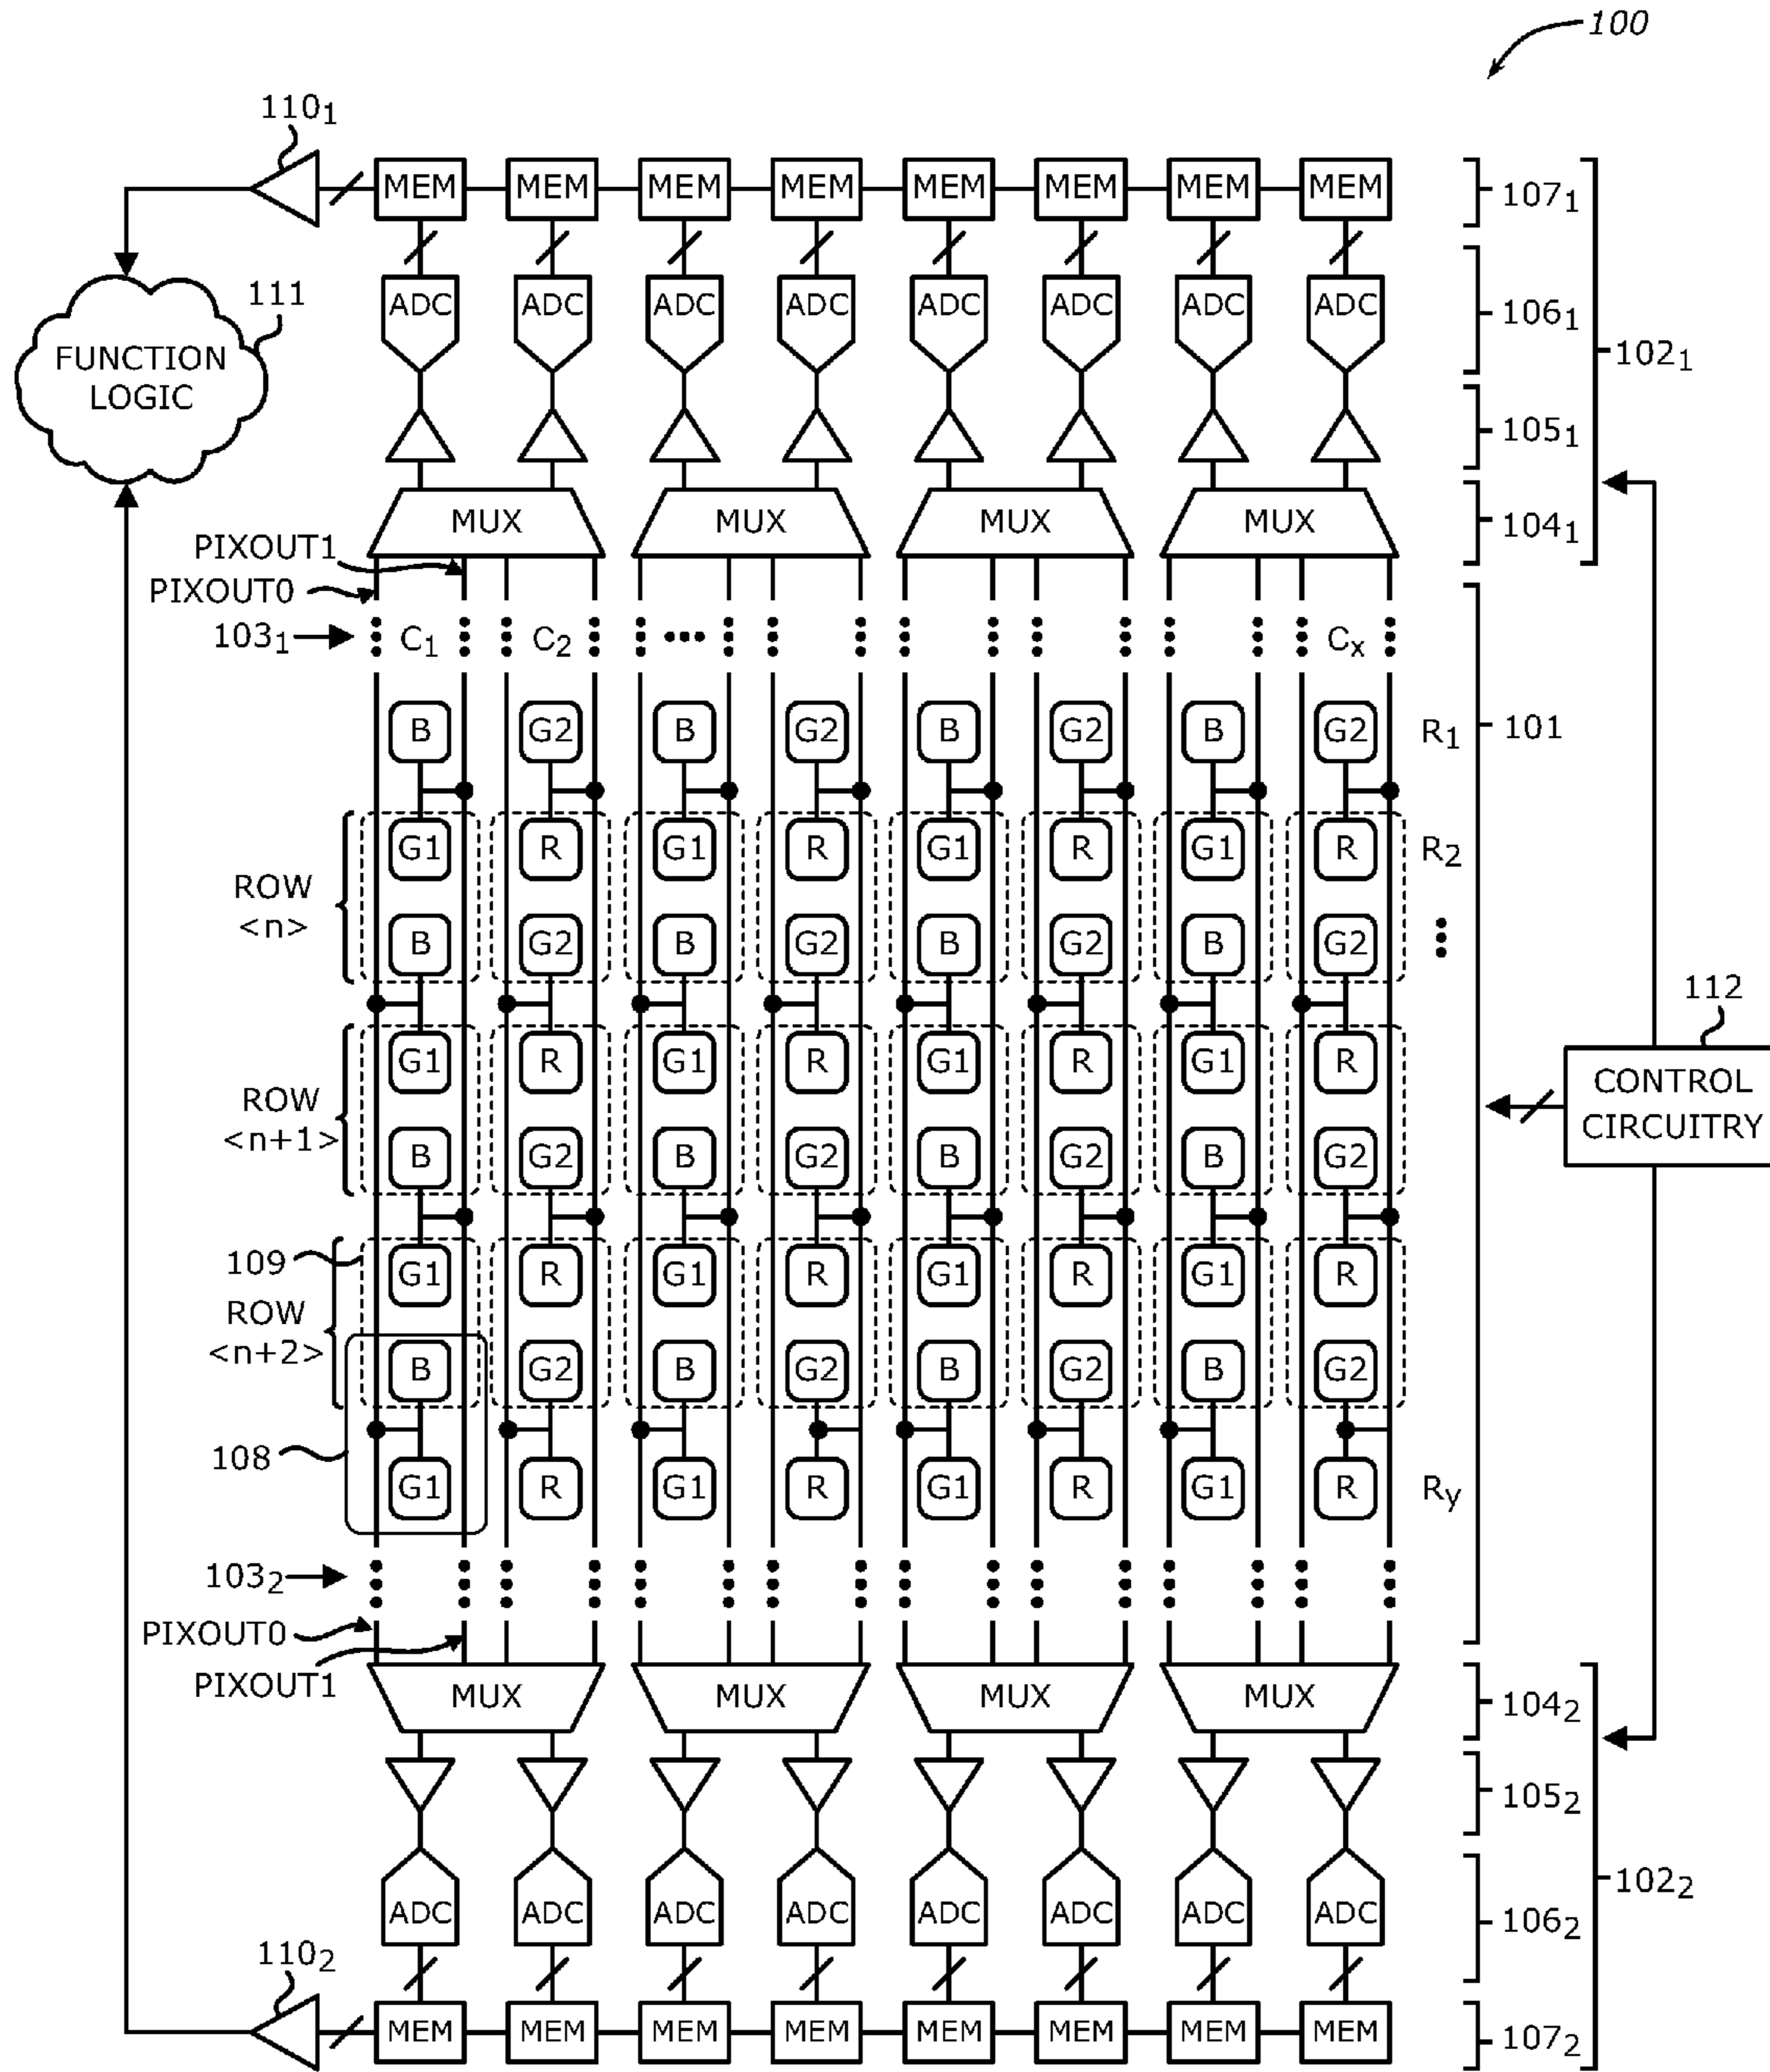 100
110₁
MEM MEM MEM MEM MEM MEM MEM MEM
107₁
ADC ADC ADC ADC ADC ADC ADC ADC
106₁
111
FUNCTION
LOGIC
102₁
105₁
MUX MUX MUX MUX
104₁
PIXOUT1
PIXOUT0
103₁ C₁ C₂ ••• Cₓ
B G2 B G2 B G2 B G2 R₁
101
G1 R G1 R G1 R G1 R R₂
ROW
<n>
B G2 B G2 B G2 B G2
112
G1 R G1 R G1 R G1 R
CONTROL
CIRCUITRY
ROW
<n+1>
B G2 B G2 B G2 B G2
109
G1 R G1 R G1 R G1 R
ROW
<n+2>
B G2 B G2 B G2 B G2
108
G1 R G1 R G1 R G1 R Ry
103₂
PIXOUT0
PIXOUT1
MUX MUX MUX MUX
104₂
105₂
102₂
ADC ADC ADC ADC ADC ADC ADC ADC
106₂
110₂
MEM MEM MEM MEM MEM MEM MEM MEM
107₂